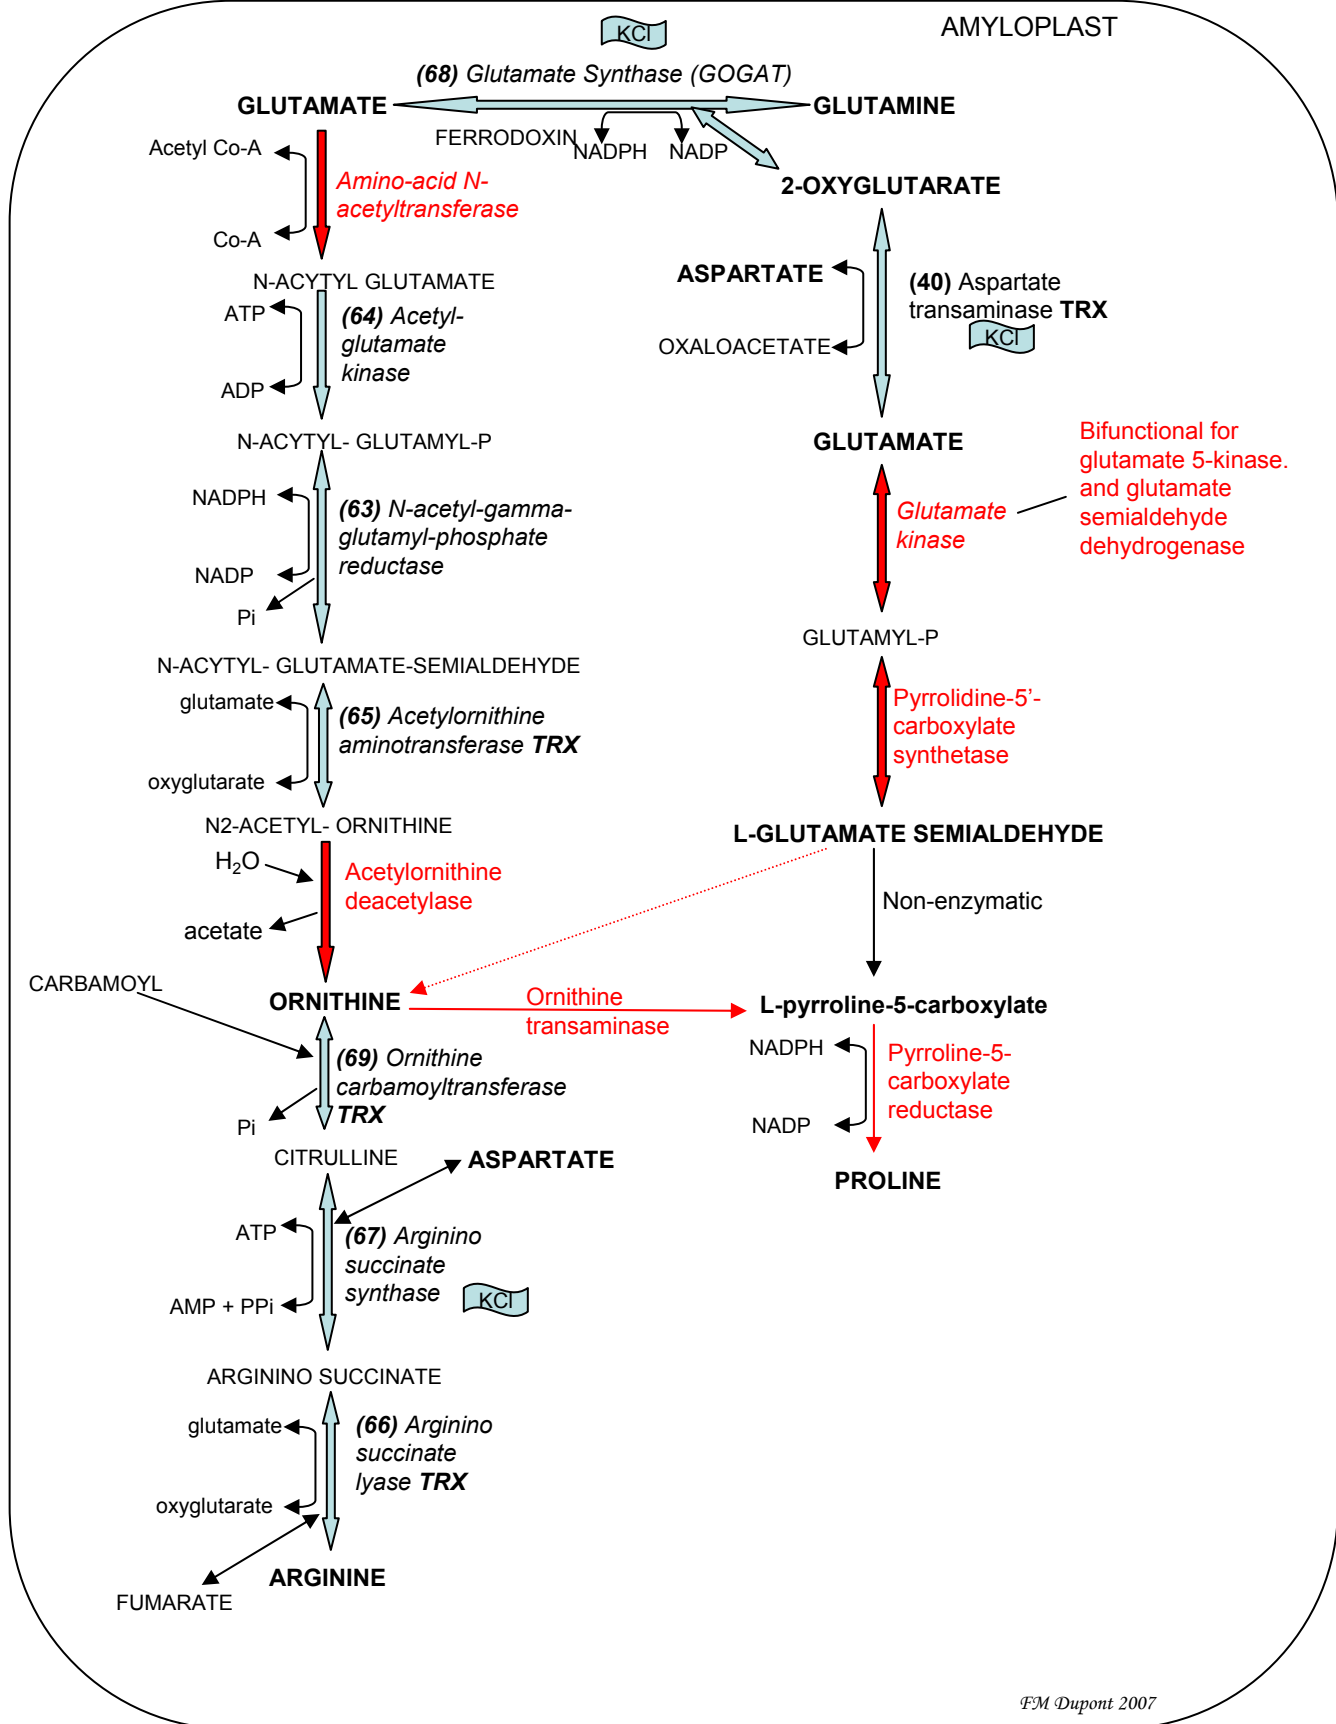 AMYLOPLAST
KCl
(68) Glutamate Synthase (GOGAT)
GLUTAMATE
GLUTAMINE
FERRODOXIN
NADPH
NADP
2-OXYGLUTARATE
Acetyl Co-A
Amino-acid N-
acetyltransferase
Co-A
N-ACYTYL GLUTAMATE
ATP
(64) Acetyl-
glutamate
kinase
ADP
N-ACYTYL- GLUTAMYL-P
NADPH
(63) N-acetyl-gamma-
glutamyl-phosphate
reductase
NADP
Pi
N-ACYTYL- GLUTAMATE-SEMIALDEHYDE
glutamate
(65) Acetylornithine
aminotransferase TRX
oxyglutarate
N2-ACETYL- ORNITHINE
H2O
Acetylornithine
deacetylase
acetate
CARBAMOYL
ORNITHINE
Ornithine
transaminase
(69) Ornithine
carbamoyltransferase
TRX
Pi
CITRULLINE
ASPARTATE
ATP
(67) Arginino
succinate
synthase
KCl
AMP + PPi
ARGININO SUCCINATE
glutamate
(66) Arginino
succinate
lyase TRX
oxyglutarate
ARGININE
FUMARATE
ASPARTATE
(40) Aspartate
transaminase TRX
KCl
OXALOACETATE
GLUTAMATE
Glutamate
kinase
Bifunctional for
glutamate 5-kinase.
and glutamate
semialdehyde
dehydrogenase
GLUTAMYL-P
Pyrrolidine-5’-
carboxylate
synthetase
L-GLUTAMATE SEMIALDEHYDE
Non-enzymatic
L-pyrroline-5-carboxylate
NADPH
Pyrroline-5-
carboxylate
reductase
NADP
PROLINE
FM Dupont 2007